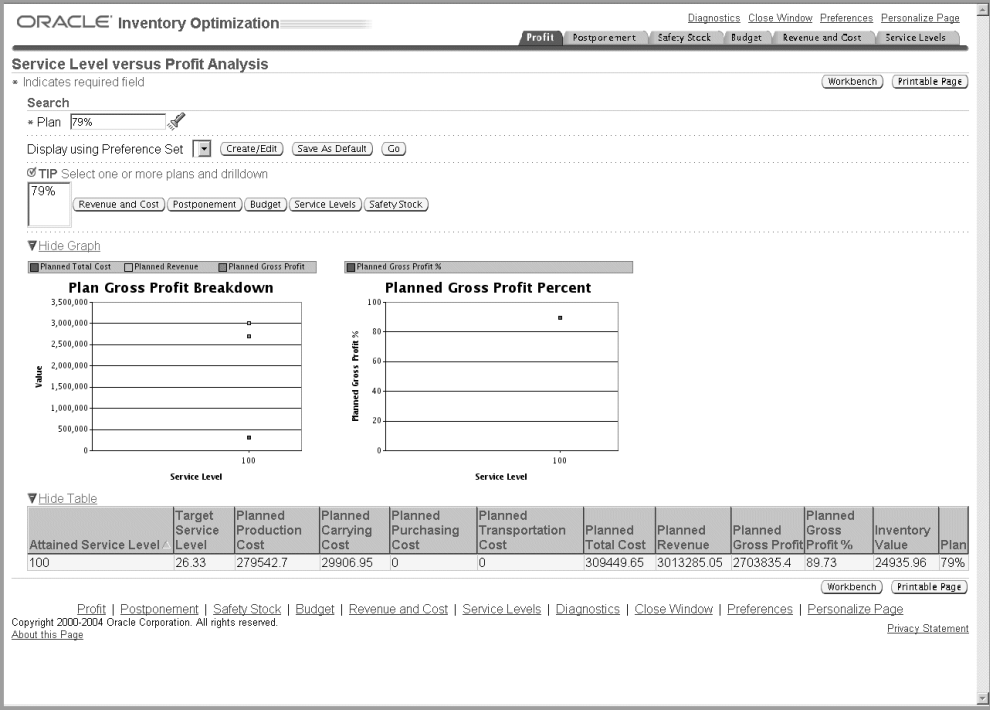 ORACLE Inventory Optimization
Diagnostics Close Window Preferences Personalize Page
Profit Postponement Safety Stock Budget Revenue and Cost Service Levels
Service Level versus Profit Analysis
* Indicates required field
Workbench Printable Page
Search
* Plan 79%
Display using Preference Set Create/Edit Save As Default Go
TIP Select one or more plans and drilldown
79%
Revenue and Cost Postponement Budget Service Levels Safety Stock
Hide Graph
Planned Total Cost Planned Revenue Planned Gross Profit
Plan Gross Profit Breakdown
3,500,000
3,000,000
2,500,000
2,000,000
1,500,000
1,000,000
500,000
0
Value
100
Service Level
Planned Gross Profit %
Planned Gross Profit Percent
100
80
60
40
20
0
Planned Gross Profit %
100
Service Level
Hide Table
Attained Service Level Target Service Level Planned Production Cost Planned Carrying Cost Planned Purchasing Cost Planned Transportation Cost Planned Total Cost Planned Revenue Planned Gross Profit Planned Gross Profit % Inventory Value Plan
100 26.33 279542.7 29906.95 0 0 309449.65 3013285.05 2703835.4 89.73 24935.96 79%
Workbench Printable Page
Profit | Postponement | Safety Stock | Budget | Revenue and Cost | Service Levels | Diagnostics | Close Window | Preferences | Personalize Page
Copyright 2000-2004 Oracle Corporation. All rights reserved.
About this Page
Privacy Statement